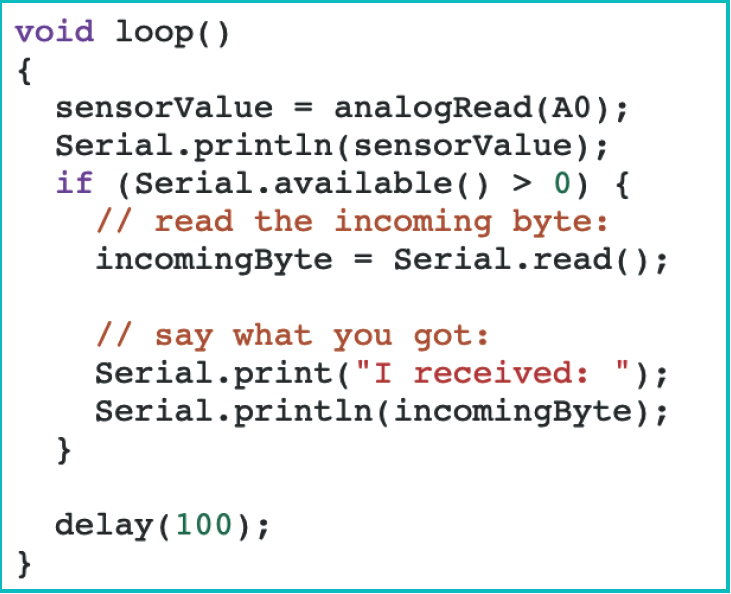 void loop()
{
  sensorValue = analogRead(A0);
  Serial.println(sensorValue);
  if (Serial.available() > 0) {
    // read the incoming byte:
    incomingByte = Serial.read();

    // say what you got:
    Serial.print("I received: ");
    Serial.println(incomingByte);
  }

  delay(100);
}